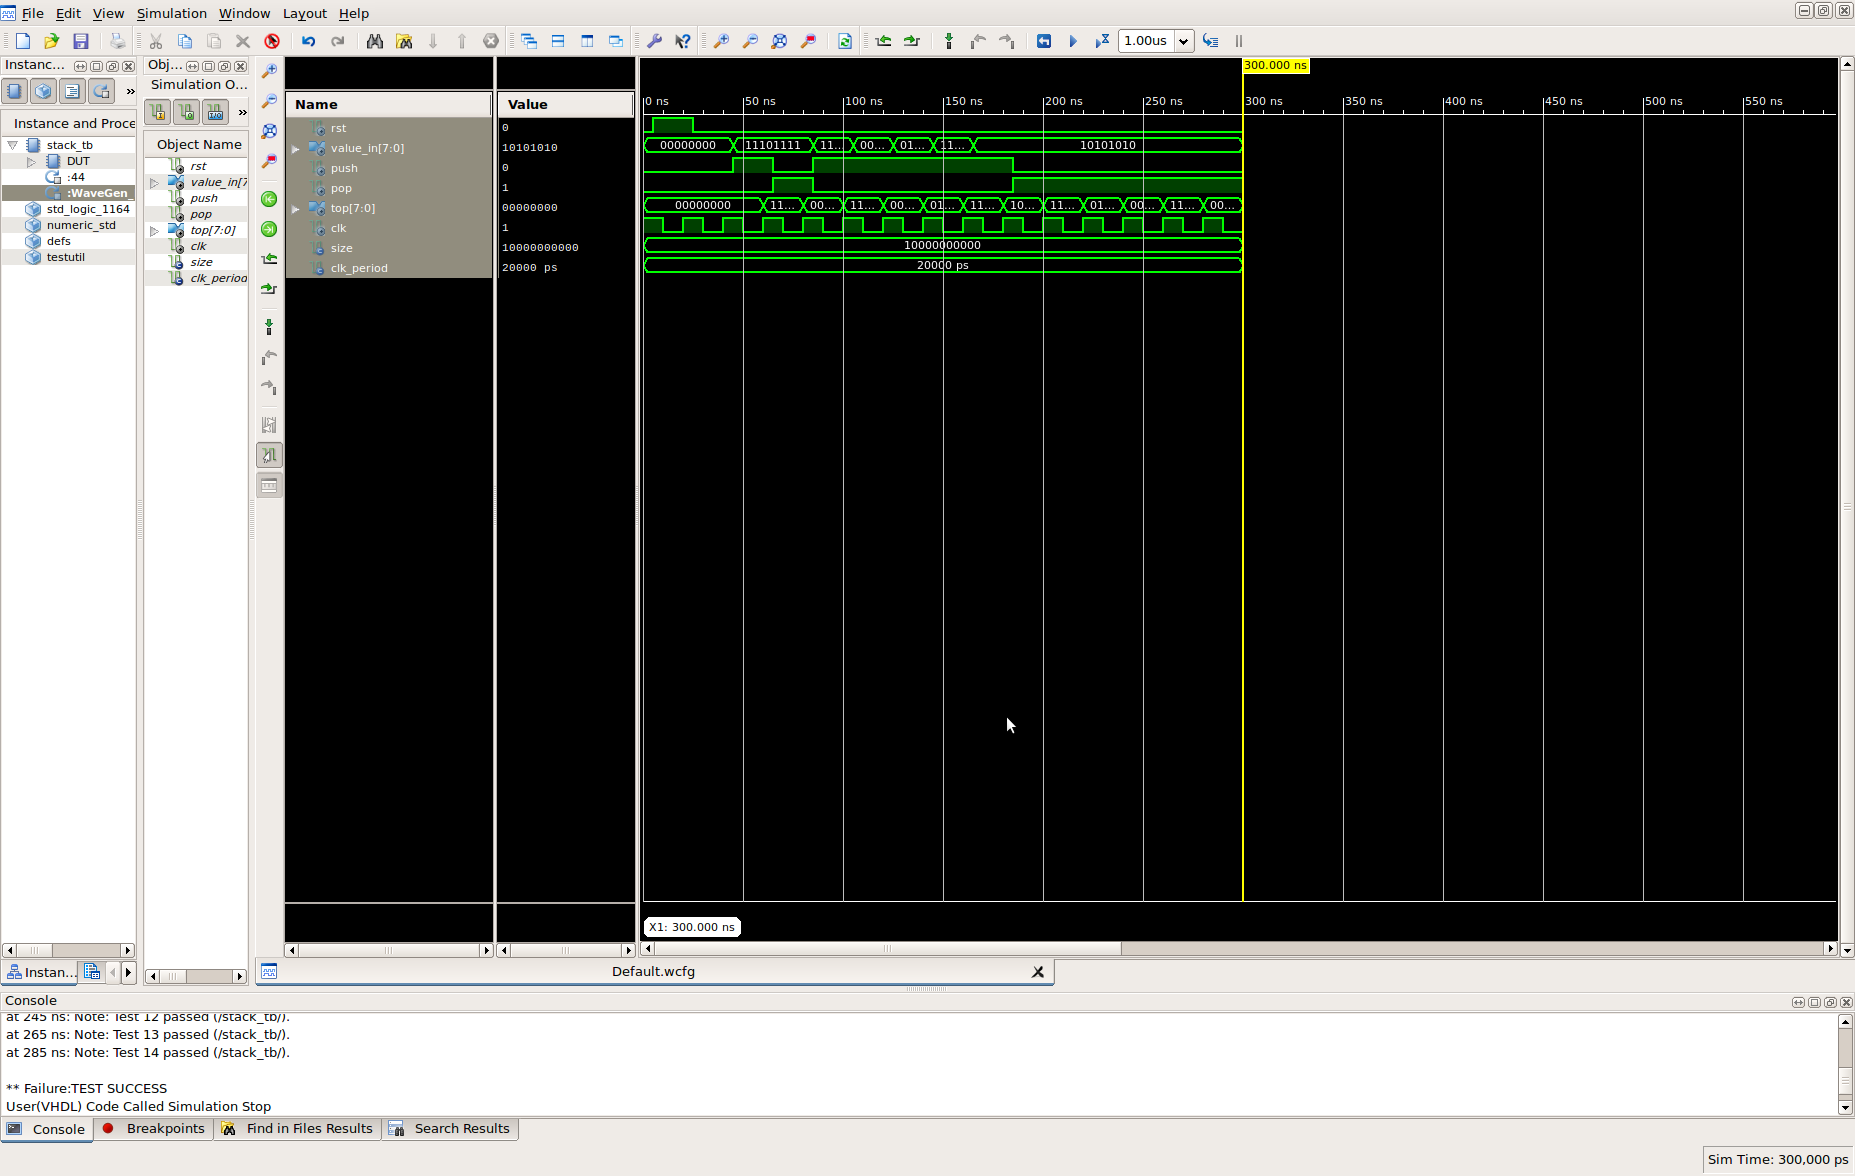 File Edit View Simulation Window Layout Help
1.00us
Instanc...
»
Instance and Proce
stack_tb
DUT
:44
:WaveGen_
std_logic_1164
numeric_std
defs
testutil
Instan...
Obj...
Simulation O...
»
Object Name
rst
value_in[7
push
pop
top[7:0]
clk
size
clk_period
Name Value
rst 0
value_in[7:0] 10101010
push 0
pop 1
top[7:0] 00000000
clk 1
size 10000000000
clk_period 20000 ps
300.000 ns
0 ns 50 ns 100 ns 150 ns 200 ns 250 ns 300 ns 350 ns 400 ns 450 ns 500 ns 550 ns
00000000 11101111 11... 00... 01... 11... 10101010
00000000 11... 00... 11... 00... 01... 11... 10... 11... 01... 00... 11... 00...
10000000000
20000 ps
X1: 300.000 ns
Default.wcfg
Console
at 245 ns: Note: Test 12 passed (/stack_tb/).
at 265 ns: Note: Test 13 passed (/stack_tb/).
at 285 ns: Note: Test 14 passed (/stack_tb/).
** Failure:TEST SUCCESS
User(VHDL) Code Called Simulation Stop
Console Breakpoints Find in Files Results Search Results
Sim Time: 300,000 ps